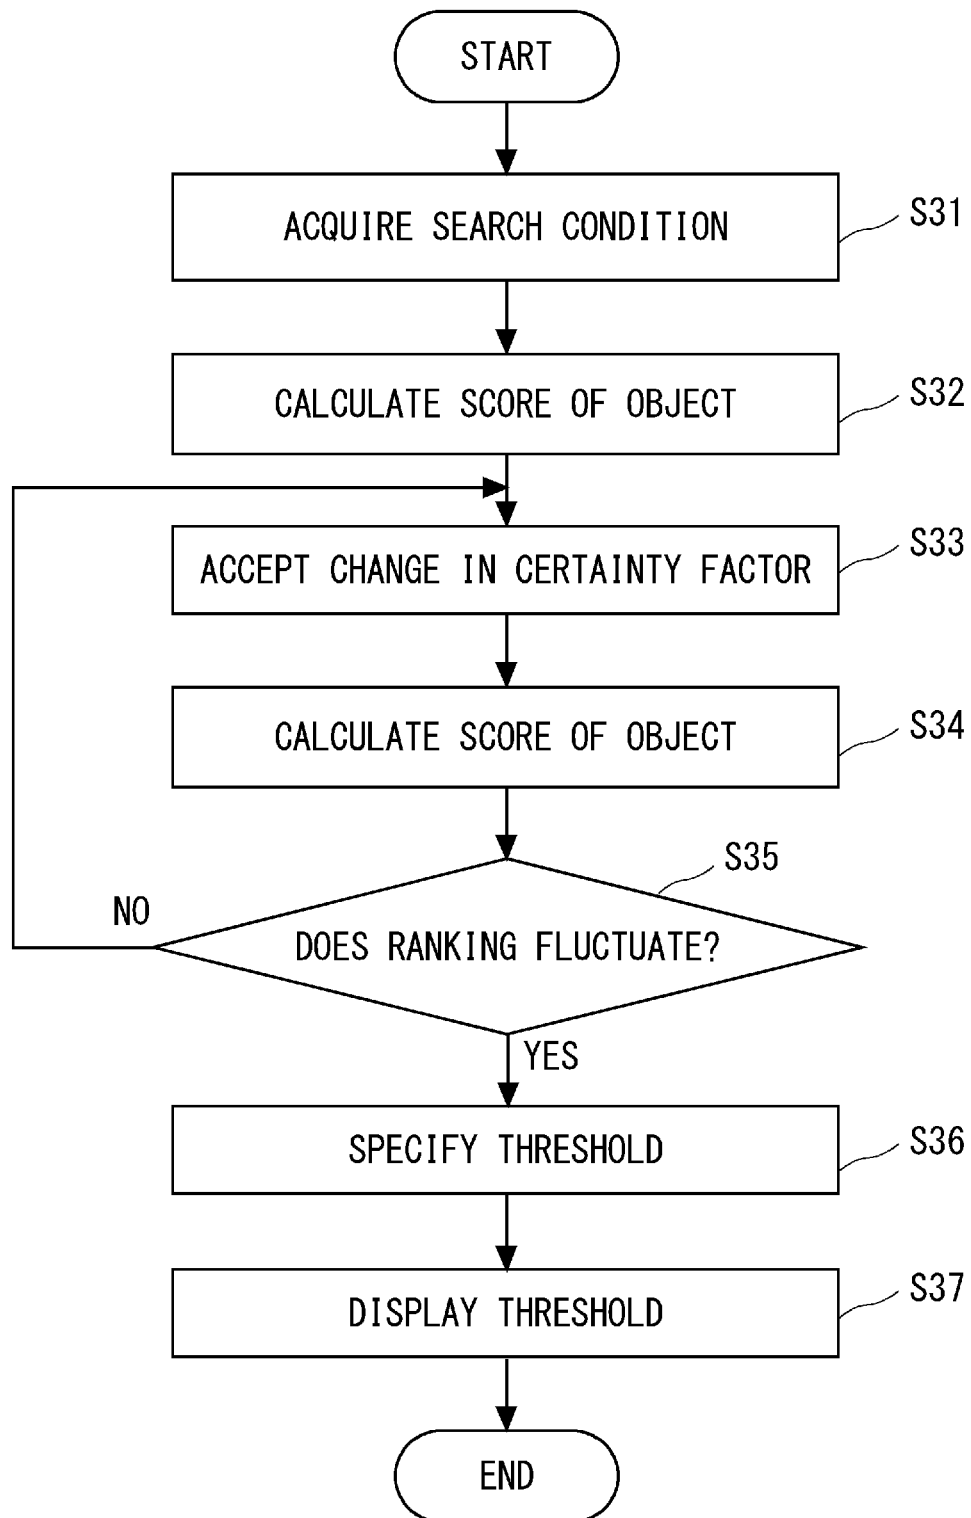 START
ACQUIRE SEARCH CONDITION
S31
CALCULATE SCORE OF OBJECT
S32
ACCEPT CHANGE IN CERTAINTY FACTOR
S33
CALCULATE SCORE OF OBJECT
S34
S35
NO
DOES RANKING FLUCTUATE?
YES
SPECIFY THRESHOLD
S36
DISPLAY THRESHOLD
S37
END